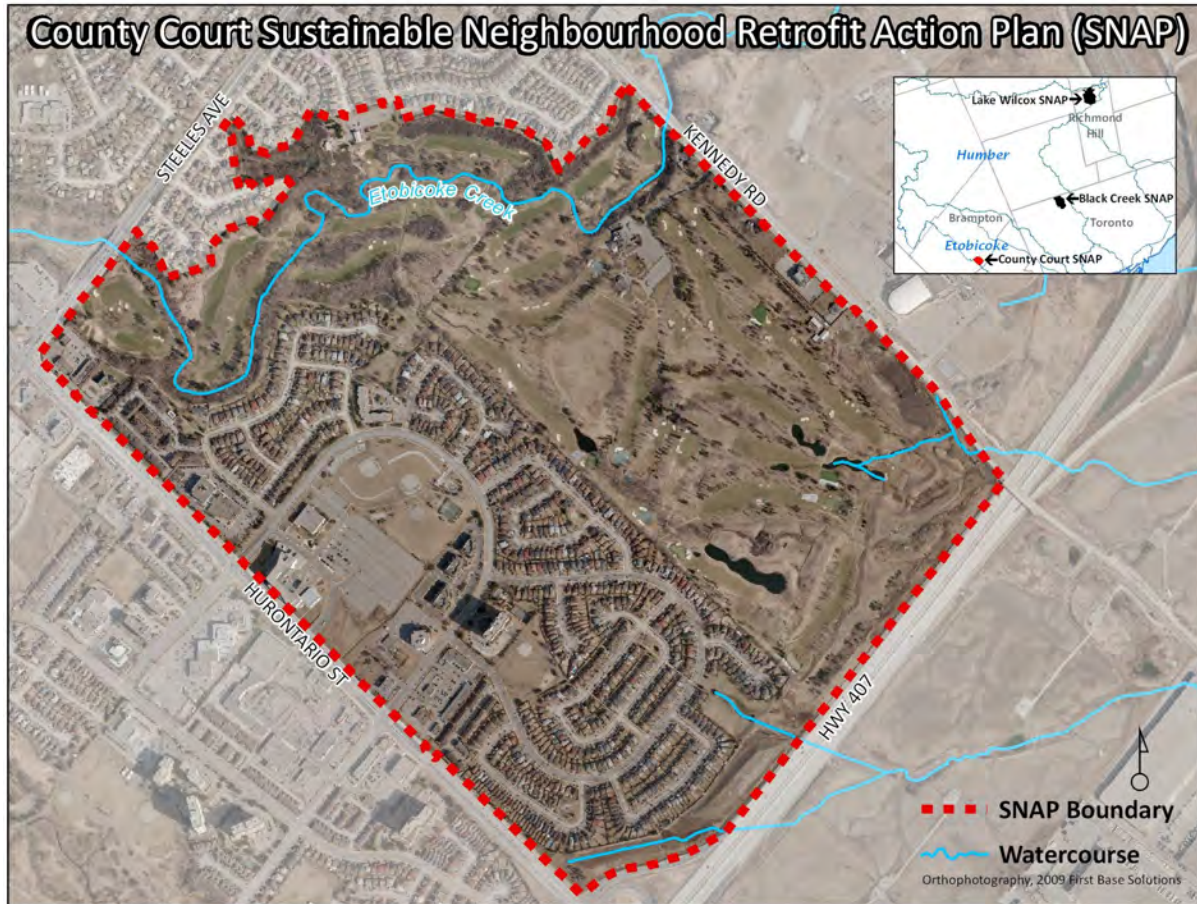 County Court Sustainable Neighbourhood Retrofit Action Plan (SNAP)
STEELES AVE
KENNEDY RD
Etobicoke Creek
Lake Wilcox SNAP
Richmond
Hill
Humber
Black Creek SNAP
Brampton
Toronto
Etobicoke
County Court SNAP
HURONTARIO ST
HWY 407
SNAP Boundary
Watercourse
Orthophotography, 2009 First Base Solutions